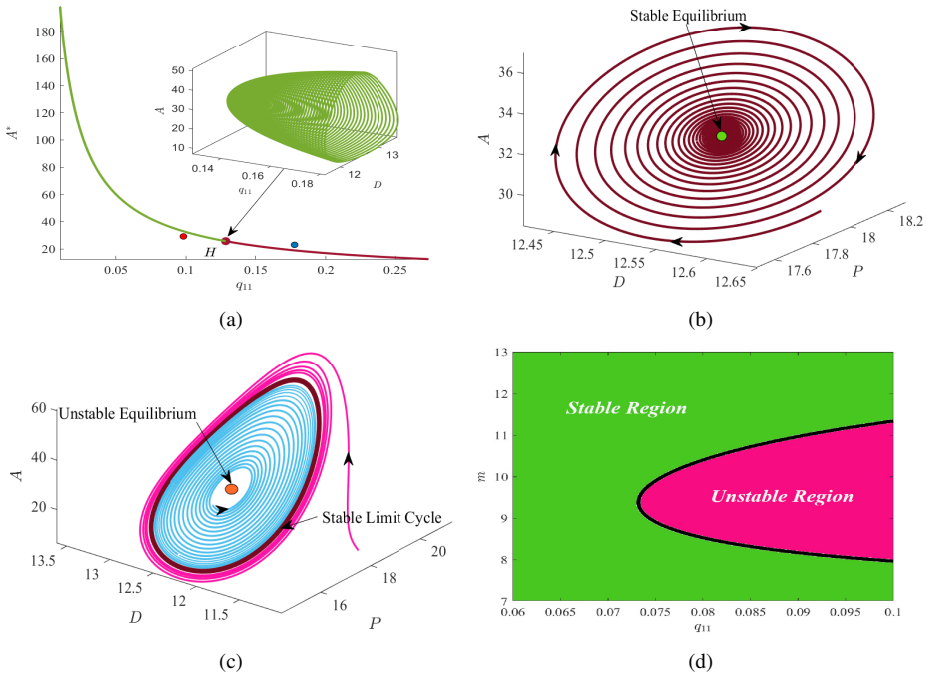 180
160
140
120
100
80
60
40
20
A*
0.05
0.1
0.15
0.2
0.25
q11
H
50
40
30
20
10
A
0.14
0.16
0.18
q11
12
13
D
(a)
Stable Equilibrium
36
34
32
30
A
12.45
12.5
12.55
12.6
12.65
D
17.6
17.8
18
18.2
P
(b)
60
40
20
A
Unstable Equilibrium
Stable Limit Cycle
13.5
13
12.5
12
11.5
D
16
18
20
P
(c)
13
12
11
10
9
8
7
m
Stable Region
Unstable Region
0.06
0.065
0.07
0.075
0.08
0.085
0.09
0.095
0.1
q11
(d)